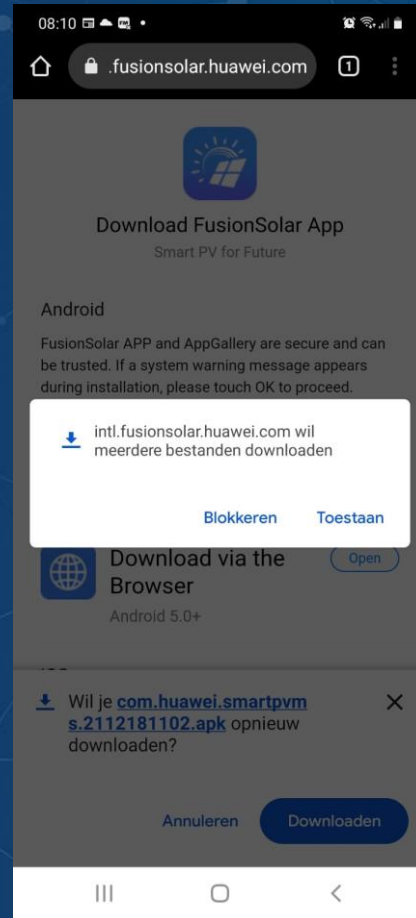 08:10
.fusionsolar.huawei.com
1
Download FusionSolar App
Smart PV for Future
Android
FusionSolar APP and AppGallery are secure and can
be trusted. If a system warning message appears
during installation, please touch OK to proceed.
intl.fusionsolar.huawei.com wil
meerdere bestanden downloaden
Blokkeren
Toestaan
Download via the
Browser
Open
Android 5.0+
Wil je com.huawei.smartpvm
s.2112181102.apk opnieuw
downloaden?
Annuleren
Downloaden